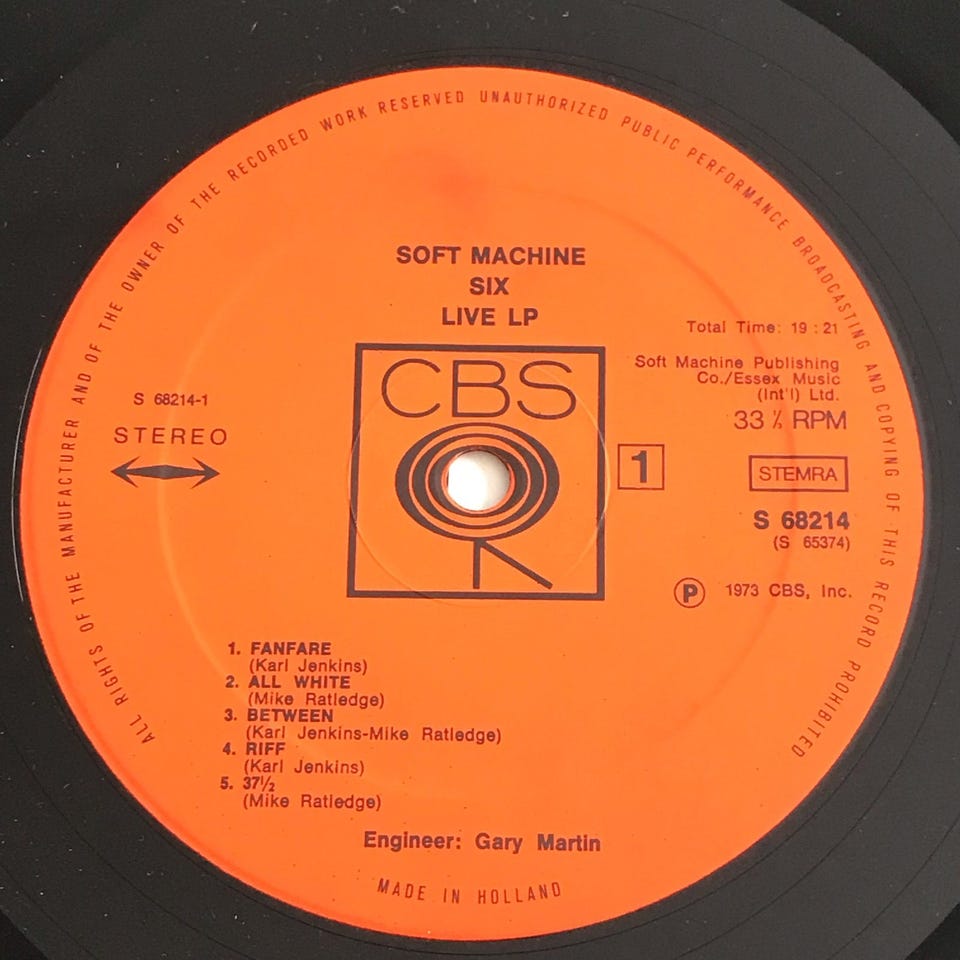 ALL RIGHTS OF THE MANUFACTURER AND OF THE OWNER OF THE RECORDED WORK RESERVED UNAUTHORIZED PUBLIC PERFORMANCE BROADCASTING AND COPYING OF THIS RECORD PROHIBITED
SOFT MACHINE
SIX
LIVE LP
Total Time: 19 : 21
Soft Machine Publishing
Co./Essex Music
(Int'l) Ltd.
33 ⅓ RPM
CBS
S 68214-1
STEREO
1
STEMRA
S 68214
(S 65374)
Ⓟ 1973 CBS, Inc.
1. FANFARE
(Karl Jenkins)
2. ALL WHITE
(Mike Ratledge)
3. BETWEEN
(Karl Jenkins-Mike Ratledge)
4. RIFF
(Karl Jenkins)
5. 37½
(Mike Ratledge)
Engineer: Gary Martin
MADE IN HOLLAND